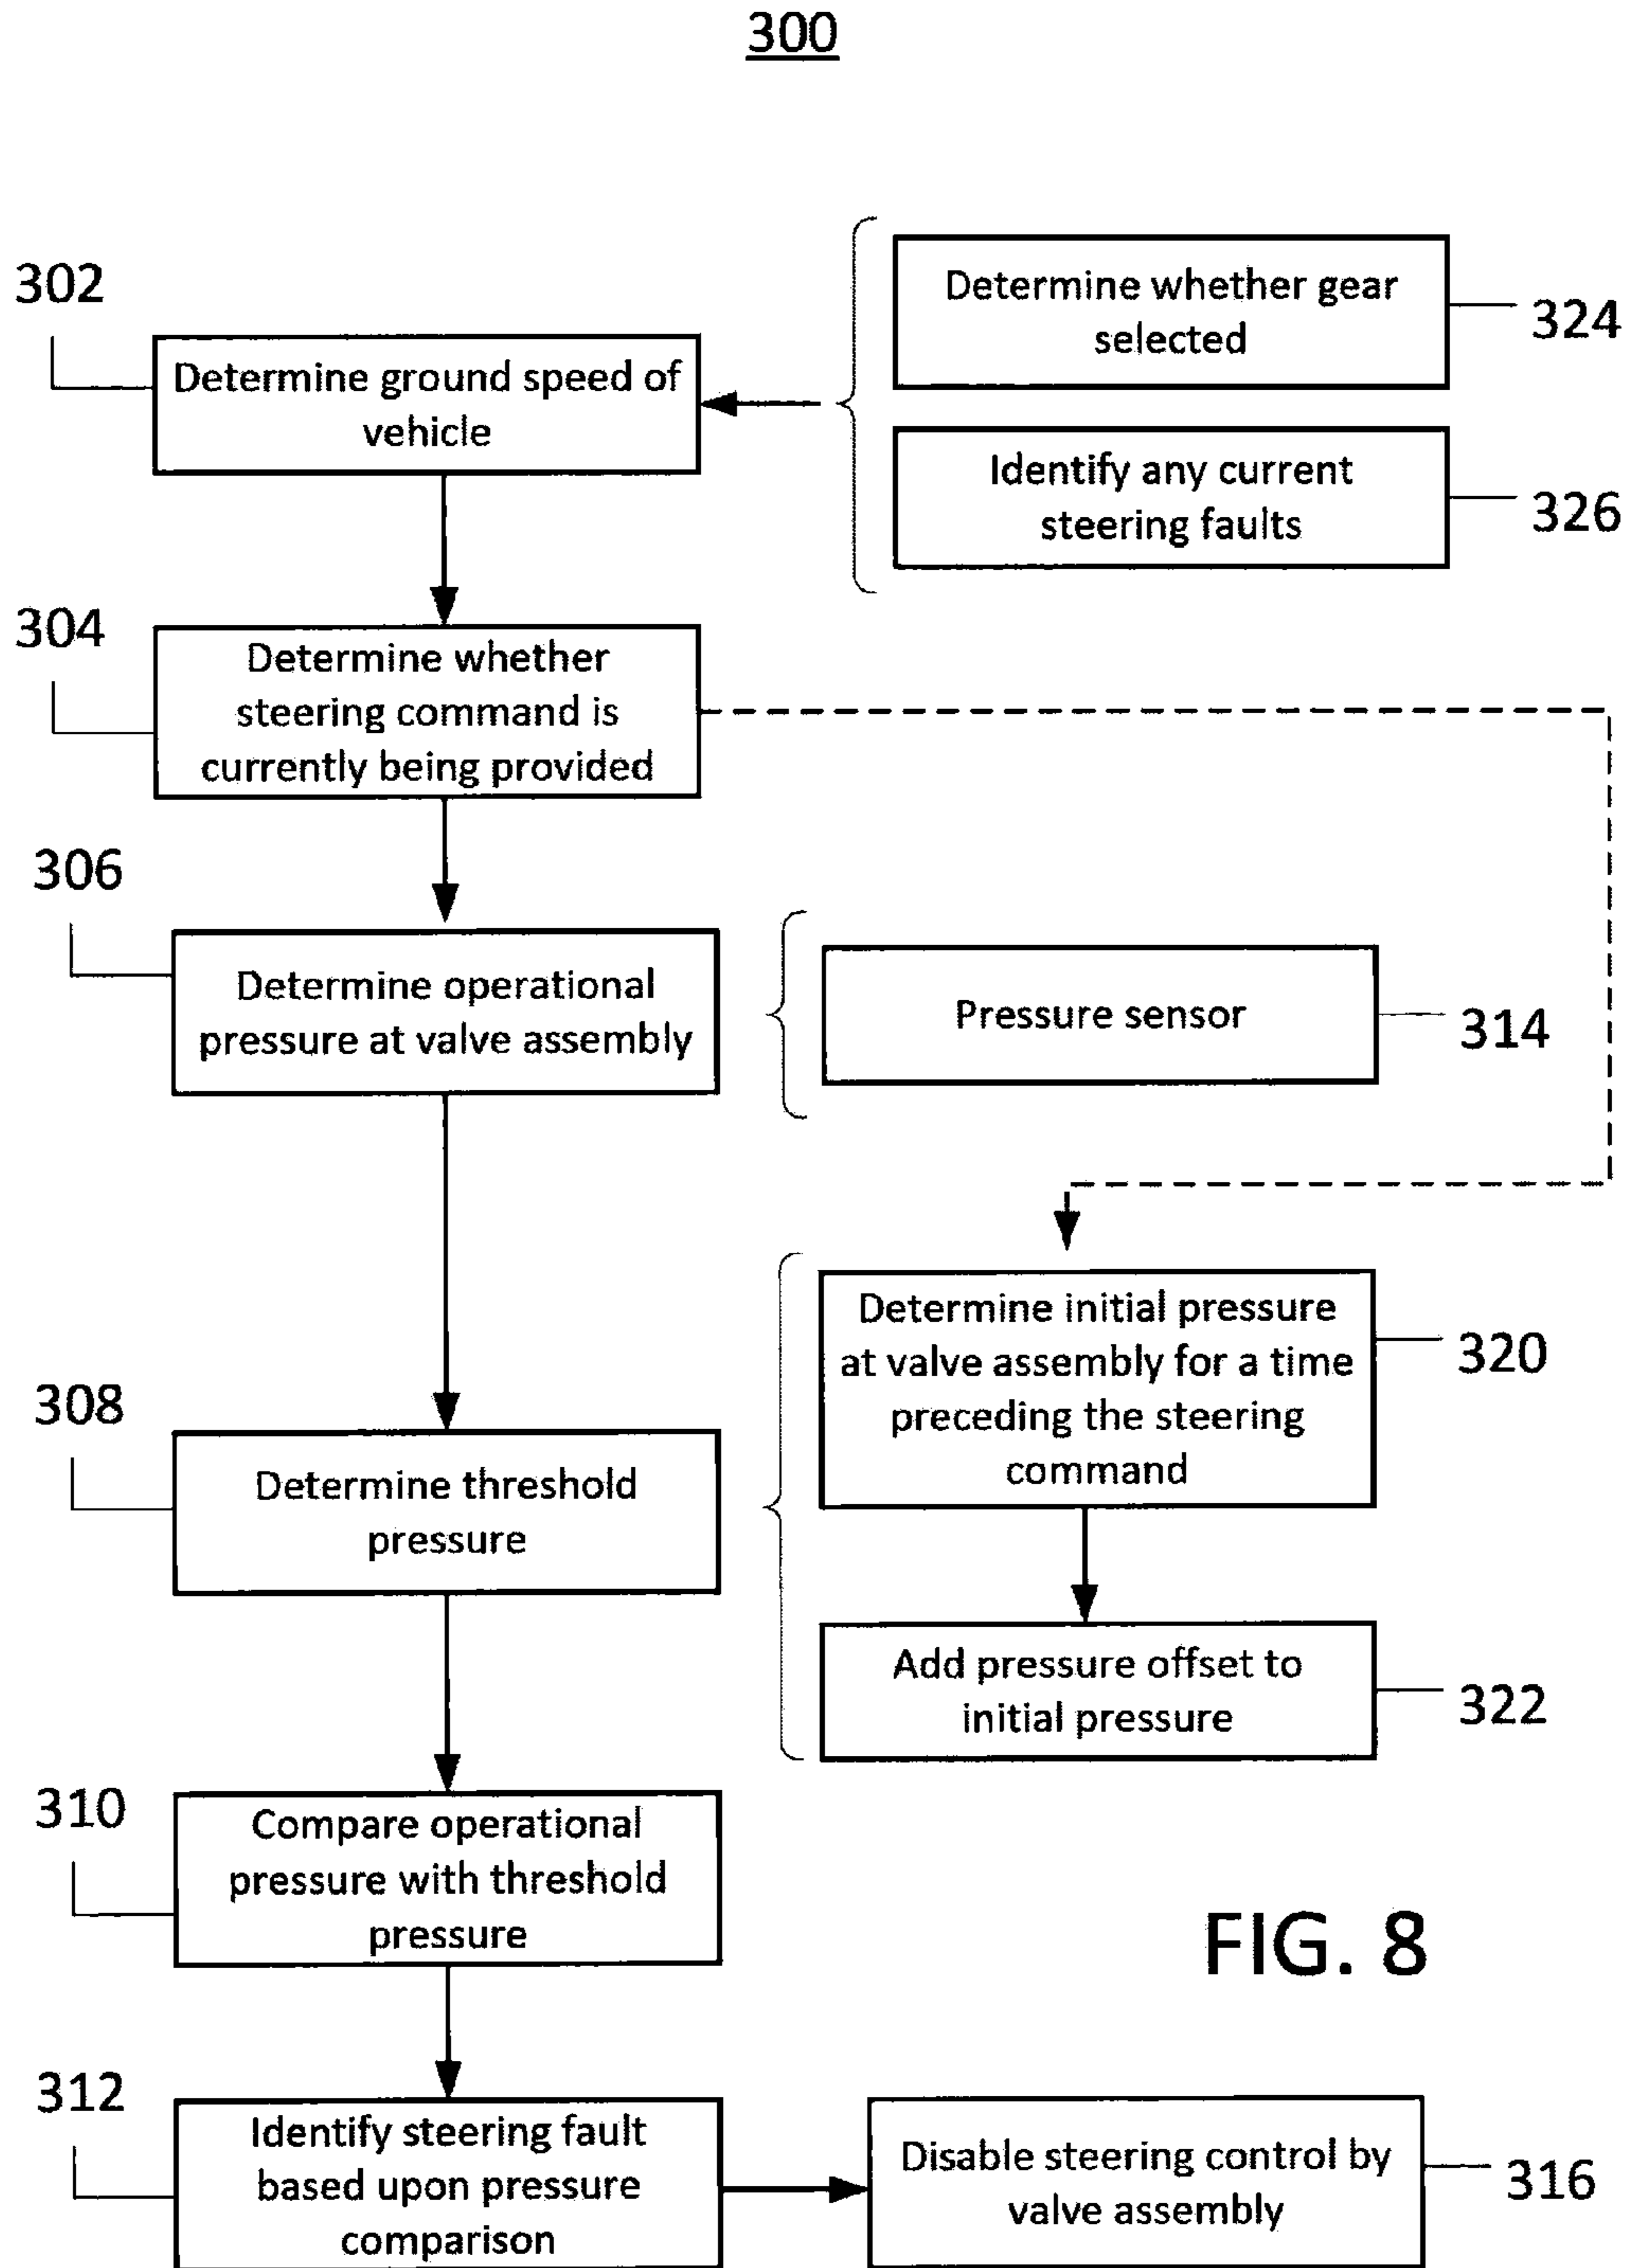 300
302
Determine ground speed of
vehicle
Determine whether gear
selected
324
Identify any current
steering faults
326
304
Determine whether
steering command is
currently being provided
306
Determine operational
pressure at valve assembly
Pressure sensor
314
Determine initial pressure
at valve assembly for a time
preceding the steering
command
320
308
Determine threshold
pressure
Add pressure offset to
initial pressure
322
310
Compare operational
pressure with threshold
pressure
FIG. 8
312
Identify steering fault
based upon pressure
comparison
Disable steering control by
valve assembly
316